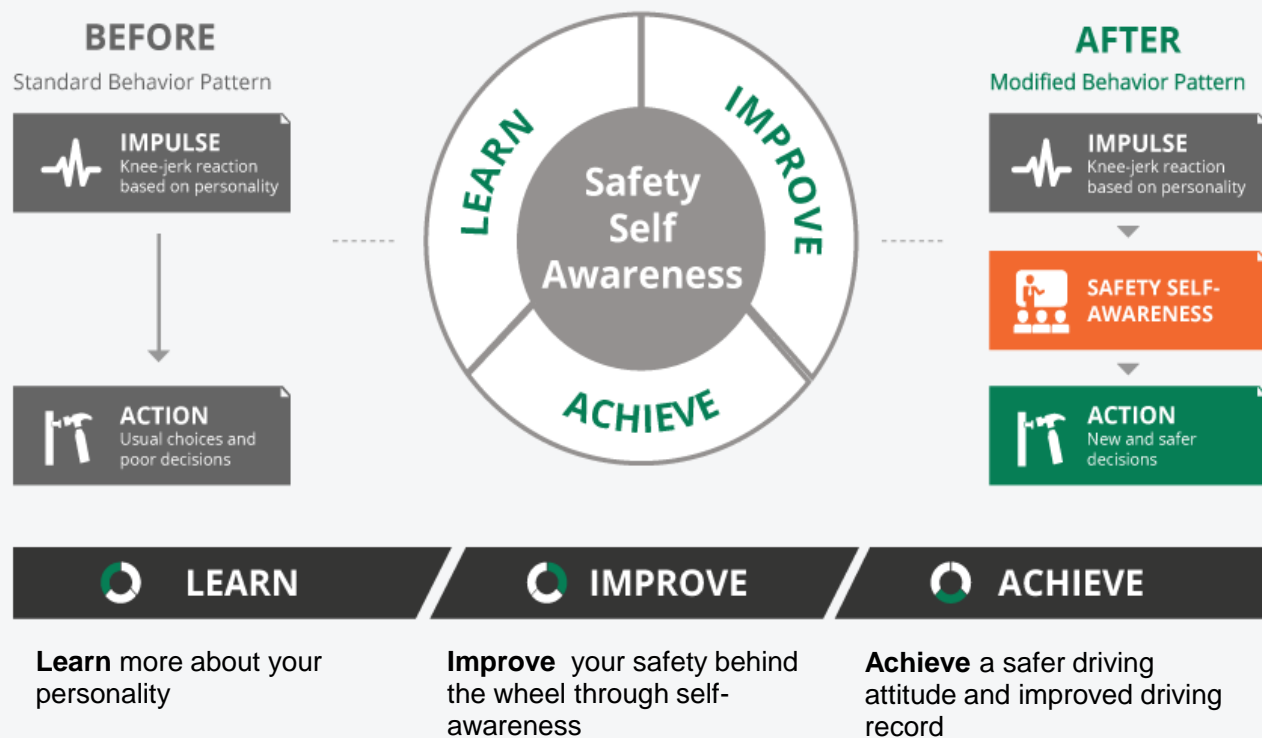 BEFORE
Standard Behavior Pattern
IMPULSE
Knee-jerk reaction
based on personality
ACTION
Usual choices and
poor decisions
LEARN
IMPROVE
ACHIEVE
Safety
Self
Awareness
AFTER
Modified Behavior Pattern
IMPULSE
Knee-jerk reaction
based on personality
SAFETY SELF-
AWARENESS
ACTION
New and safer
decisions
LEARN
IMPROVE
ACHIEVE
Learn more about your
personality
Improve your safety behind
the wheel through self-
awareness
Achieve a safer driving
attitude and improved driving
record